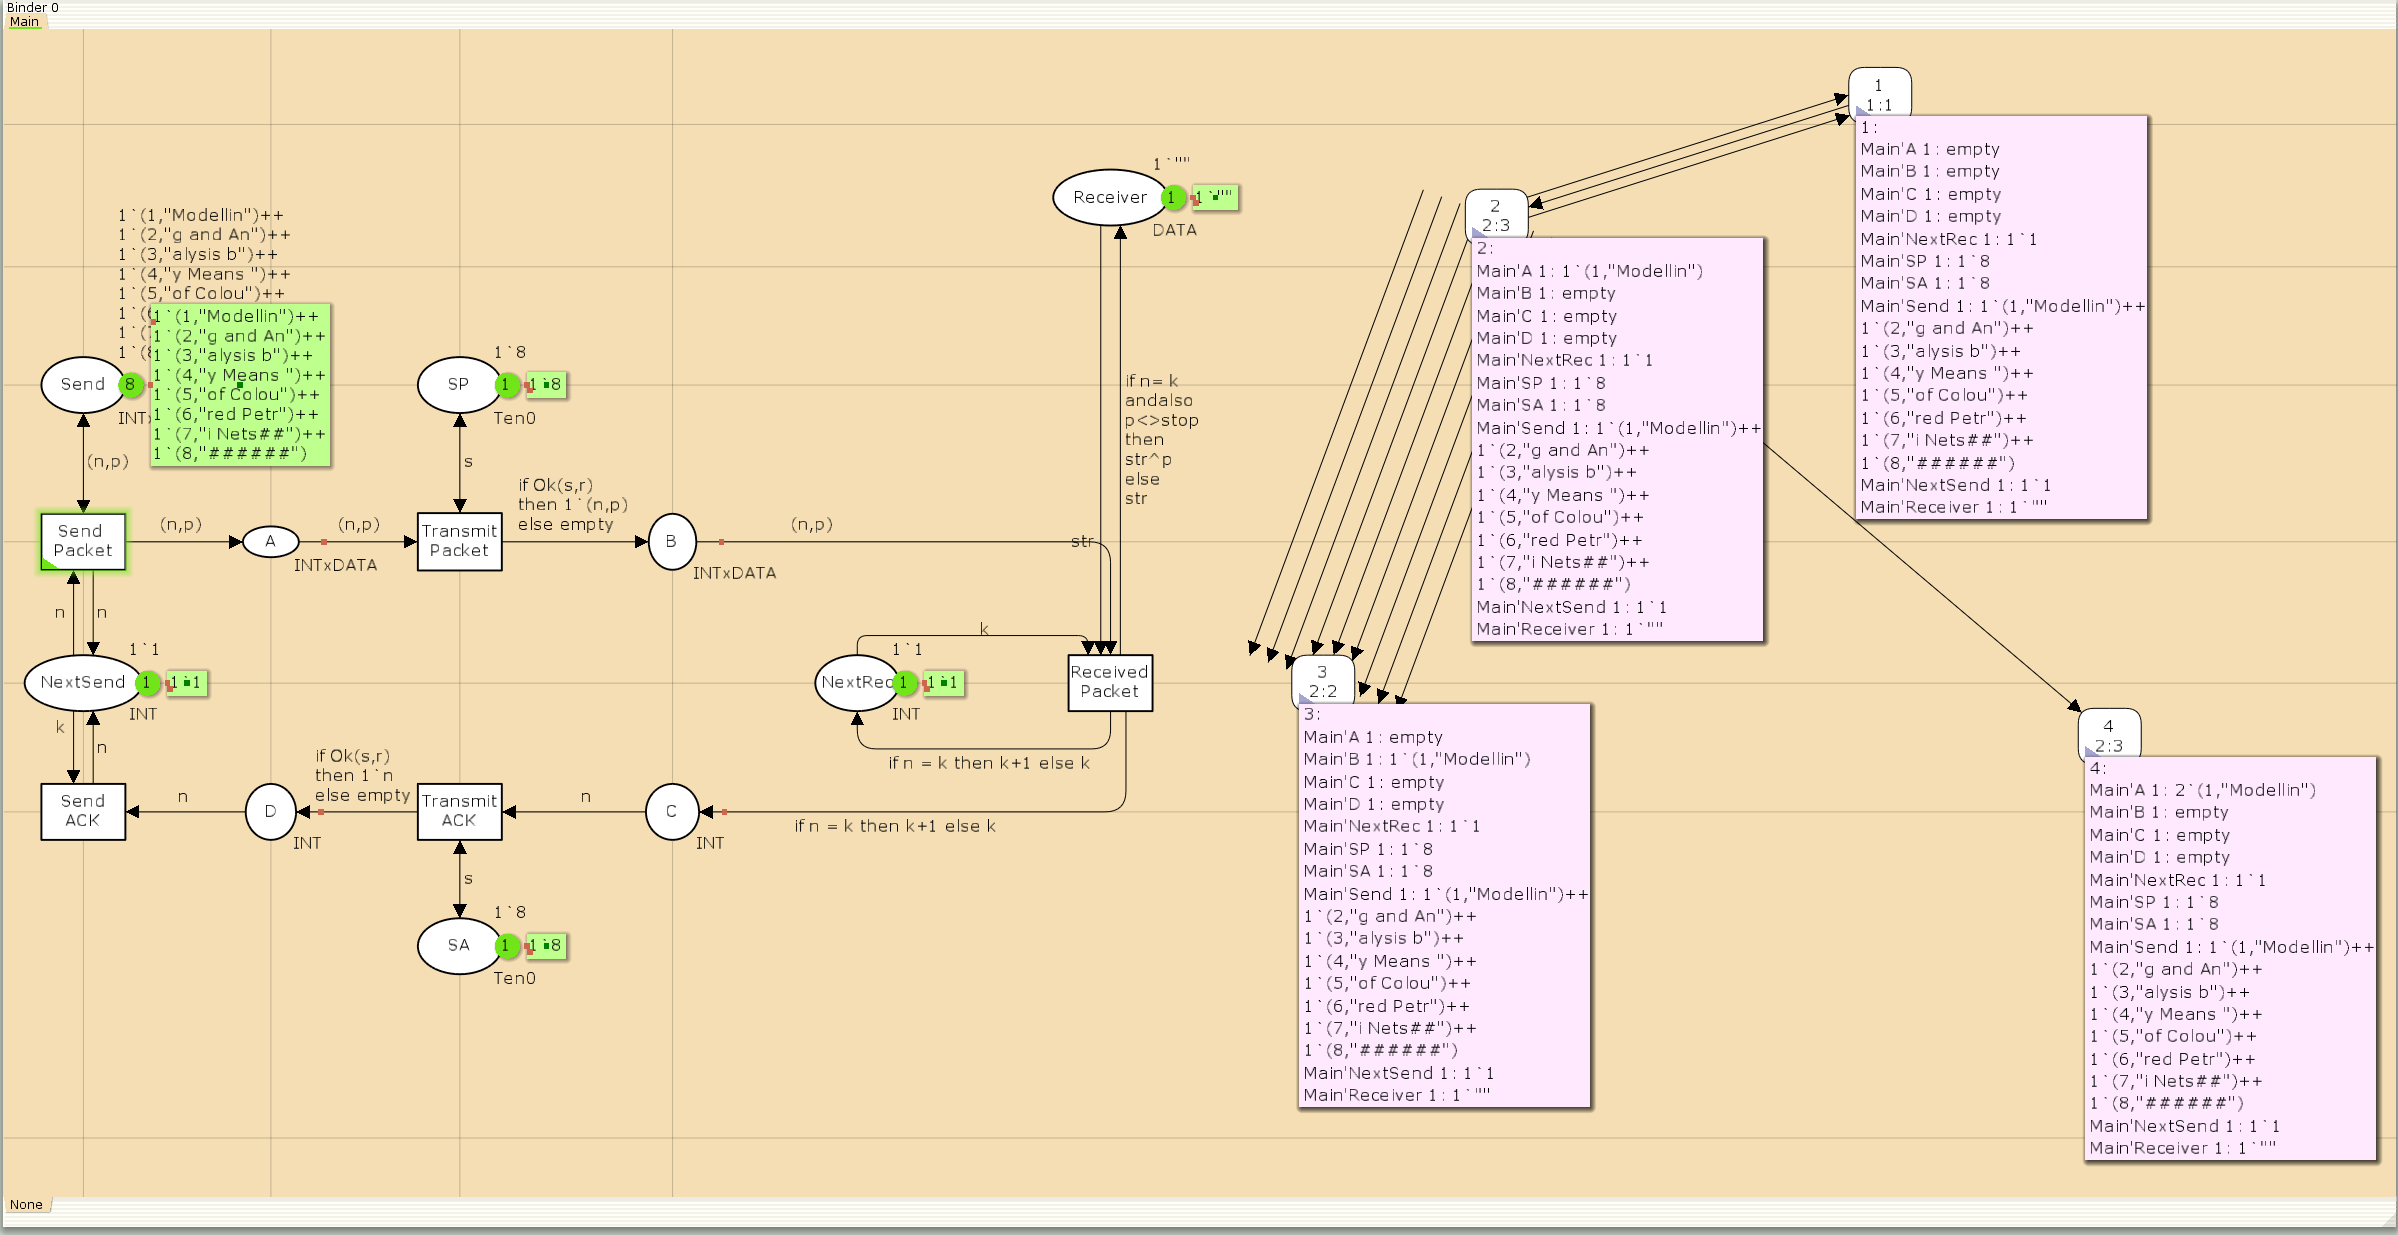 Binder 0
Main
1`(1,"Modellin")++
1`(2,"g and An")++
1`(3,"alysis b")++
1`(4,"y Means ")++
1`(5,"of Colou")++
1`(
1`(
1`(8
1`(1,"Modellin")++
1`(2,"g and An")++
1`(3,"alysis b")++
1`(4,"y Means ")++
1`(5,"of Colou")++
1`(6,"red Petr")++
1`(7,"i Nets##")++
1`(8,"######")
Send
8
INTx
(n,p)
Send
Packet
(n,p)
A
INTxDATA
(n,p)
1`8
SP
1
1`8
Ten0
s
Transmit
Packet
if Ok(s,r)
then 1`(n,p)
else empty
B
INTxDATA
(n,p)
str
1`""
Receiver
1
1`""
DATA
if n= k
andalso
p<>stop
then
str^p
else
str
n
n
1`1
NextSend
1
1`1
INT
k
n
Send
ACK
n
D
INT
if Ok(s,r)
then 1`n
else empty
Transmit
ACK
n
C
INT
s
1`8
SA
1
1`8
Ten0
k
1`1
NextRec
1
1`1
INT
Received
Packet
if n = k then k+1 else k
if n = k then k+1 else k
1
1:1
1:
Main'A 1: empty
Main'B 1: empty
Main'C 1: empty
Main'D 1: empty
Main'NextRec 1: 1`1
Main'SP 1: 1`8
Main'SA 1: 1`8
Main'Send 1: 1`(1,"Modellin")++
1`(2,"g and An")++
1`(3,"alysis b")++
1`(4,"y Means ")++
1`(5,"of Colou")++
1`(6,"red Petr")++
1`(7,"i Nets##")++
1`(8,"######")
Main'NextSend 1: 1`1
Main'Receiver 1: 1`""
2
2:3
2:
Main'A 1: 1`(1,"Modellin")
Main'B 1: empty
Main'C 1: empty
Main'D 1: empty
Main'NextRec 1: 1`1
Main'SP 1: 1`8
Main'SA 1: 1`8
Main'Send 1: 1`(1,"Modellin")++
1`(2,"g and An")++
1`(3,"alysis b")++
1`(4,"y Means ")++
1`(5,"of Colou")++
1`(6,"red Petr")++
1`(7,"i Nets##")++
1`(8,"######")
Main'NextSend 1: 1`1
Main'Receiver 1: 1`""
3
2:2
3:
Main'A 1: empty
Main'B 1: 1`(1,"Modellin")
Main'C 1: empty
Main'D 1: empty
Main'NextRec 1: 1`1
Main'SP 1: 1`8
Main'SA 1: 1`8
Main'Send 1: 1`(1,"Modellin")++
1`(2,"g and An")++
1`(3,"alysis b")++
1`(4,"y Means ")++
1`(5,"of Colou")++
1`(6,"red Petr")++
1`(7,"i Nets##")++
1`(8,"######")
Main'NextSend 1: 1`1
Main'Receiver 1: 1`""
4
2:3
4:
Main'A 1: 2`(1,"Modellin")
Main'B 1: empty
Main'C 1: empty
Main'D 1: empty
Main'NextRec 1: 1`1
Main'SP 1: 1`8
Main'SA 1: 1`8
Main'Send 1: 1`(1,"Modellin")++
1`(2,"g and An")++
1`(3,"alysis b")++
1`(4,"y Means ")++
1`(5,"of Colou")++
1`(6,"red Petr")++
1`(7,"i Nets##")++
1`(8,"######")
Main'NextSend 1: 1`1
Main'Receiver 1: 1`""
None